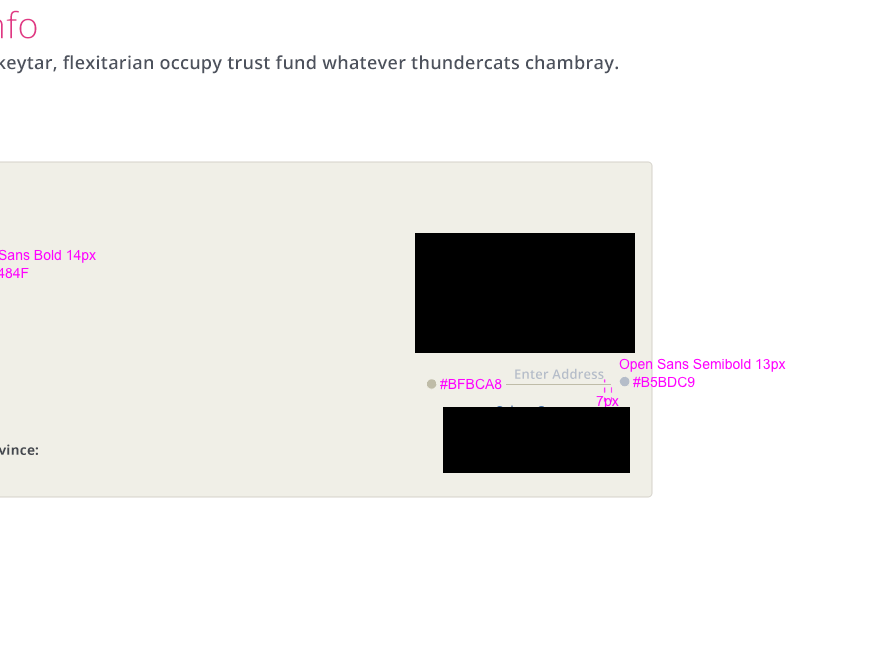 nfo
keytar, flexitarian occupy trust fund whatever thundercats chambray.
Sans Bold 14px
484F
Open Sans Semibold 13px
Enter Address
#BFBCA8
#B5BDC9
7px
vince: